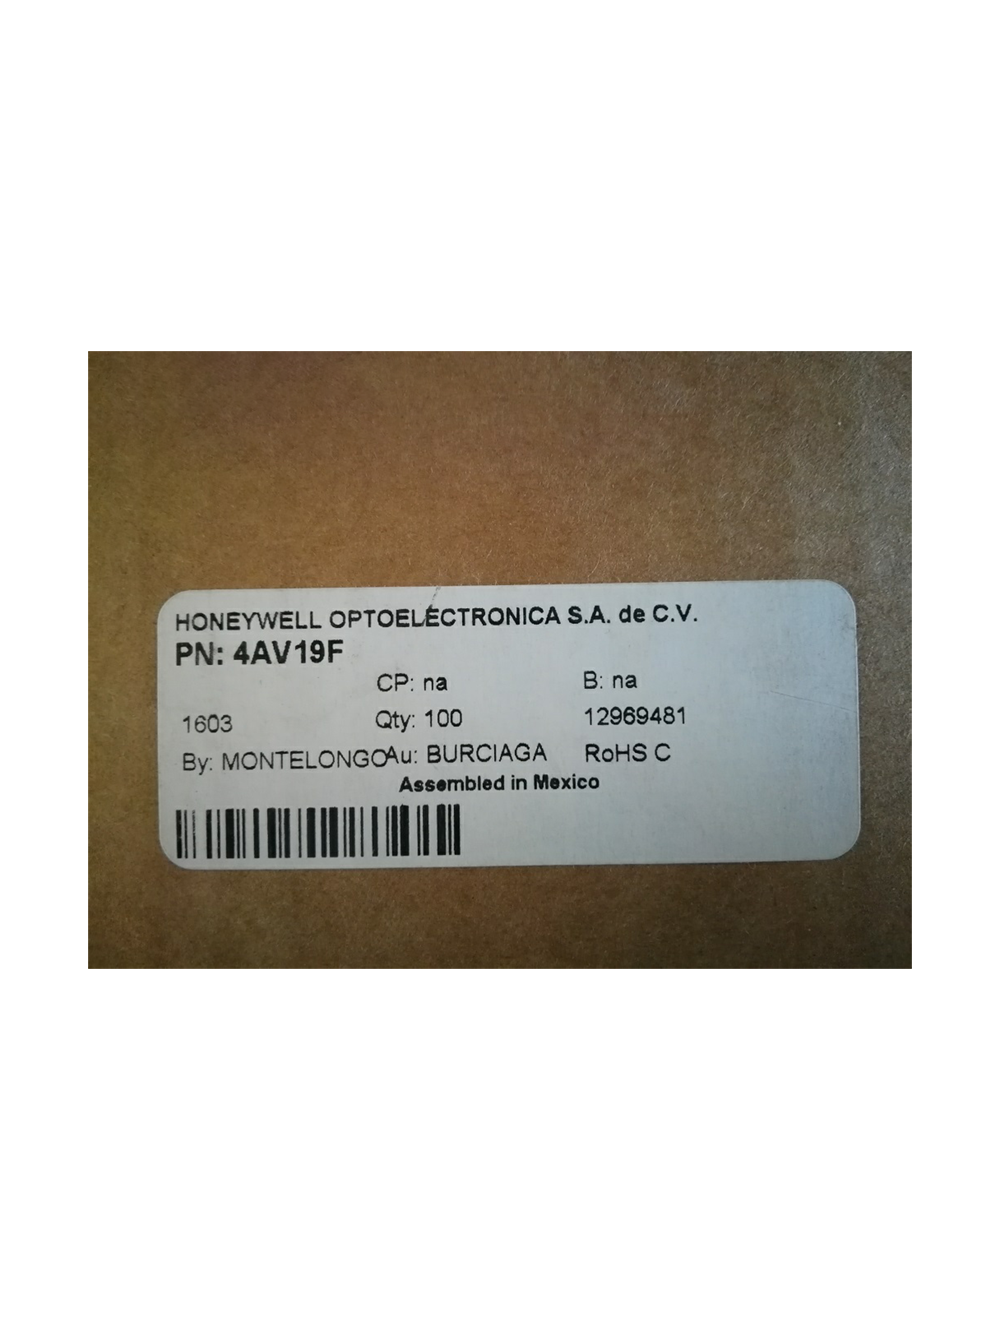 HONEYWELL OPTOELECTRONICA S.A. de C.V.
PN: 4AV19F
CP: na B: na
1603 Qty: 100 12969481
By: MONTELONGO Au: BURCIAGA RoHS C
Assembled in Mexico